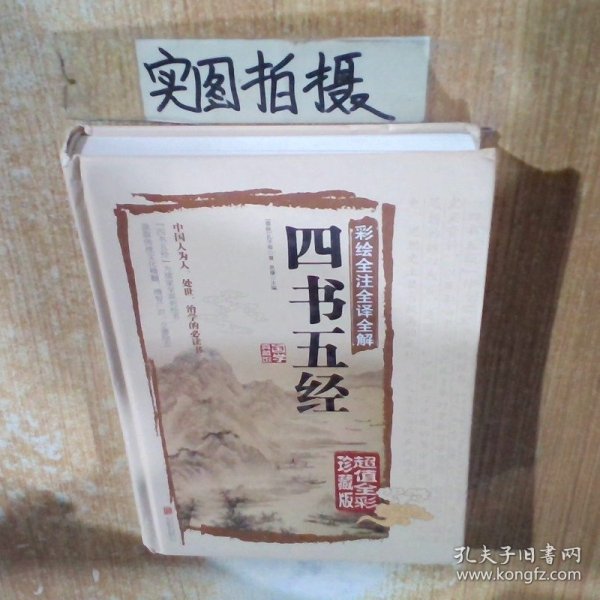 实图拍摄
彩绘全注全译全解
四书五经
中国人为人、处世、治学的必读书
超值全彩
珍藏版
孔夫子旧书网
www.kongfz.com